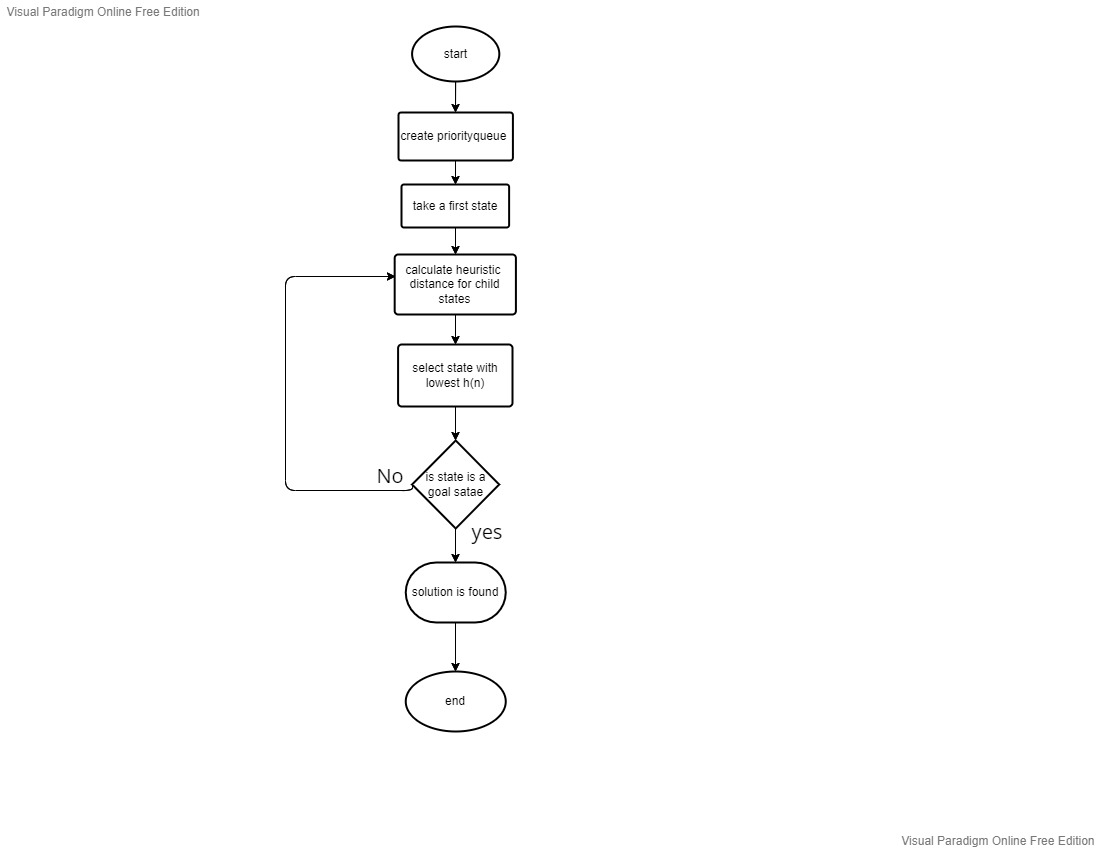 Visual Paradigm Online Free Edition
start
create priorityqueue
take a first state
calculate heuristic
distance for child
states
select state with
lowest h(n)
No
is state is a
goal satae
yes
solution is found
end
Visual Paradigm Online Free Edition